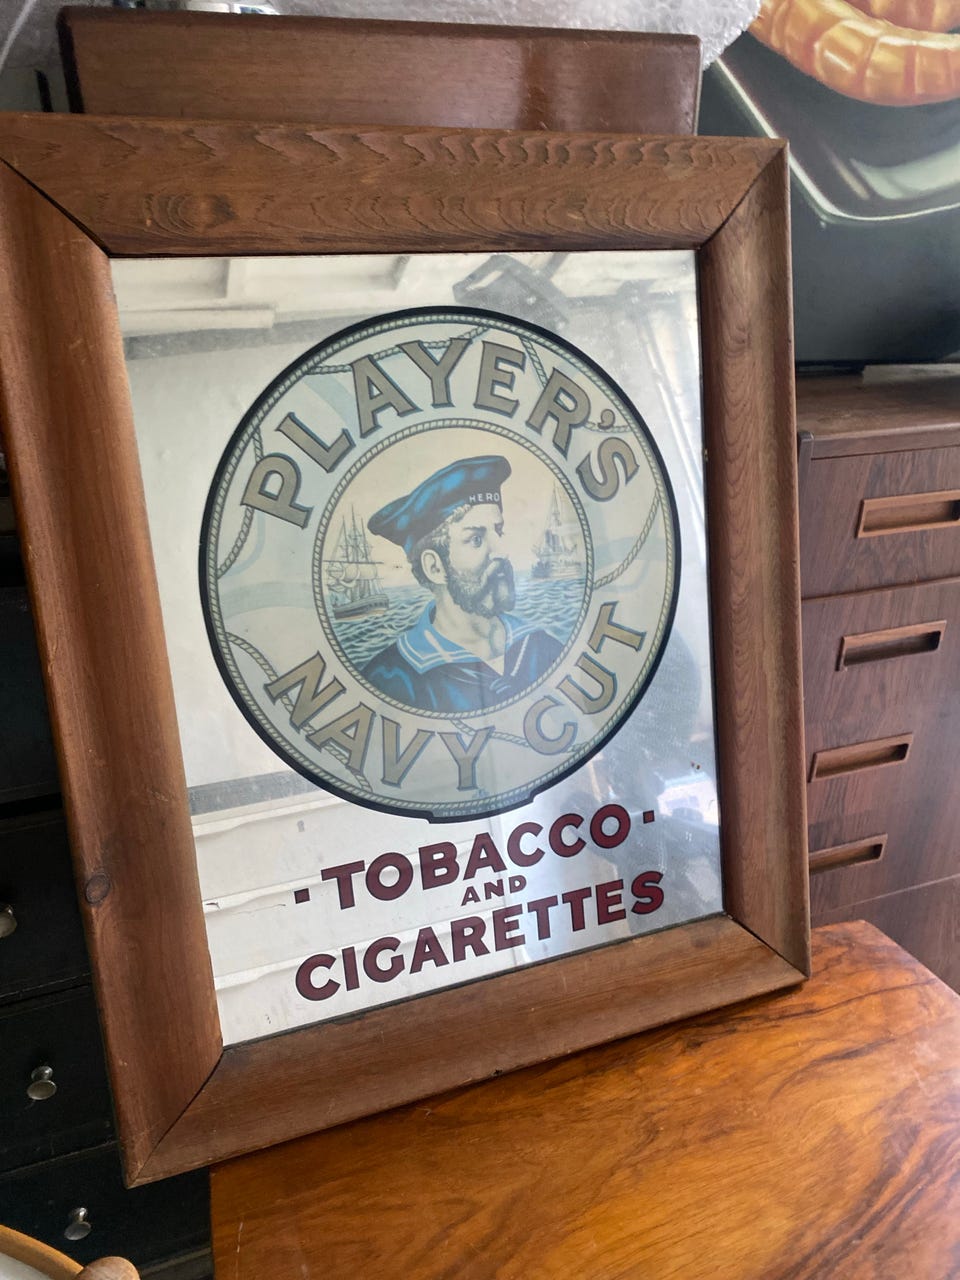 PLAYER'S
HERO
NAVY CUT
· TOBACCO ·
AND
CIGARETTES